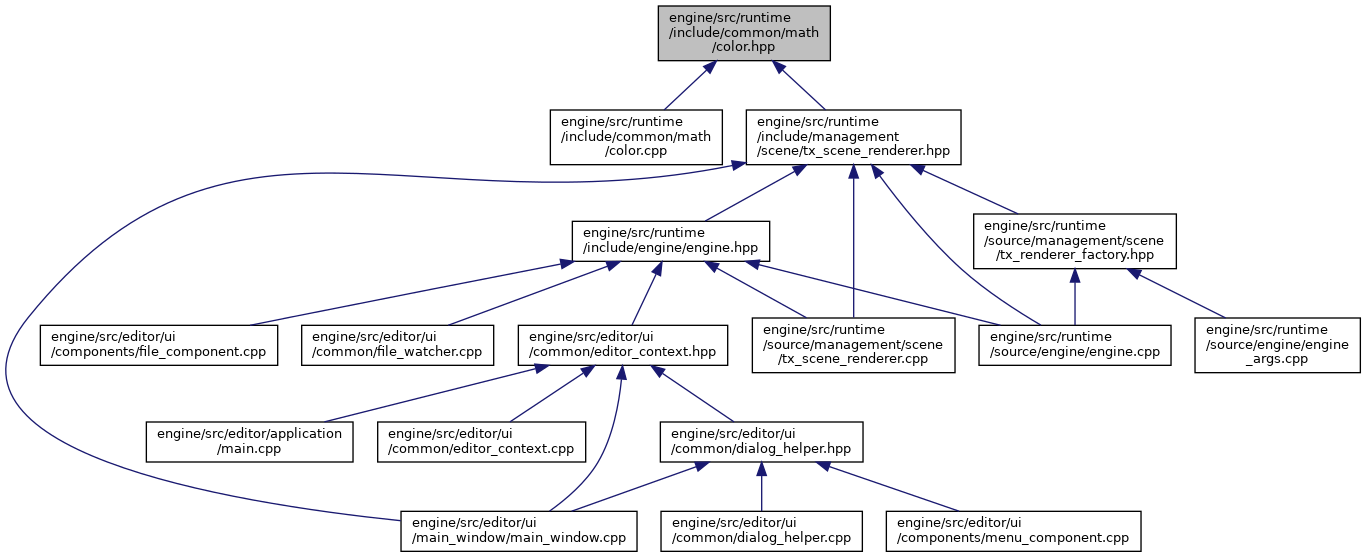 engine/src/runtime
/include/common/math
/color.hpp
engine/src/runtime
/include/common/math
/color.cpp
engine/src/runtime
/include/management
/scene/tx_scene_renderer.hpp
engine/src/runtime
/include/engine/engine.hpp
engine/src/runtime
/source/management/scene
/tx_renderer_factory.hpp
engine/src/editor/ui
/components/file_component.cpp
engine/src/editor/ui
/common/file_watcher.cpp
engine/src/editor/ui
/common/editor_context.hpp
engine/src/runtime
/source/management/scene
/tx_scene_renderer.cpp
engine/src/runtime
/source/engine/engine.cpp
engine/src/runtime
/source/engine/engine
_args.cpp
engine/src/editor/application
/main.cpp
engine/src/editor/ui
/common/editor_context.cpp
engine/src/editor/ui
/common/dialog_helper.hpp
engine/src/editor/ui
/main_window/main_window.cpp
engine/src/editor/ui
/common/dialog_helper.cpp
engine/src/editor/ui
/components/menu_component.cpp